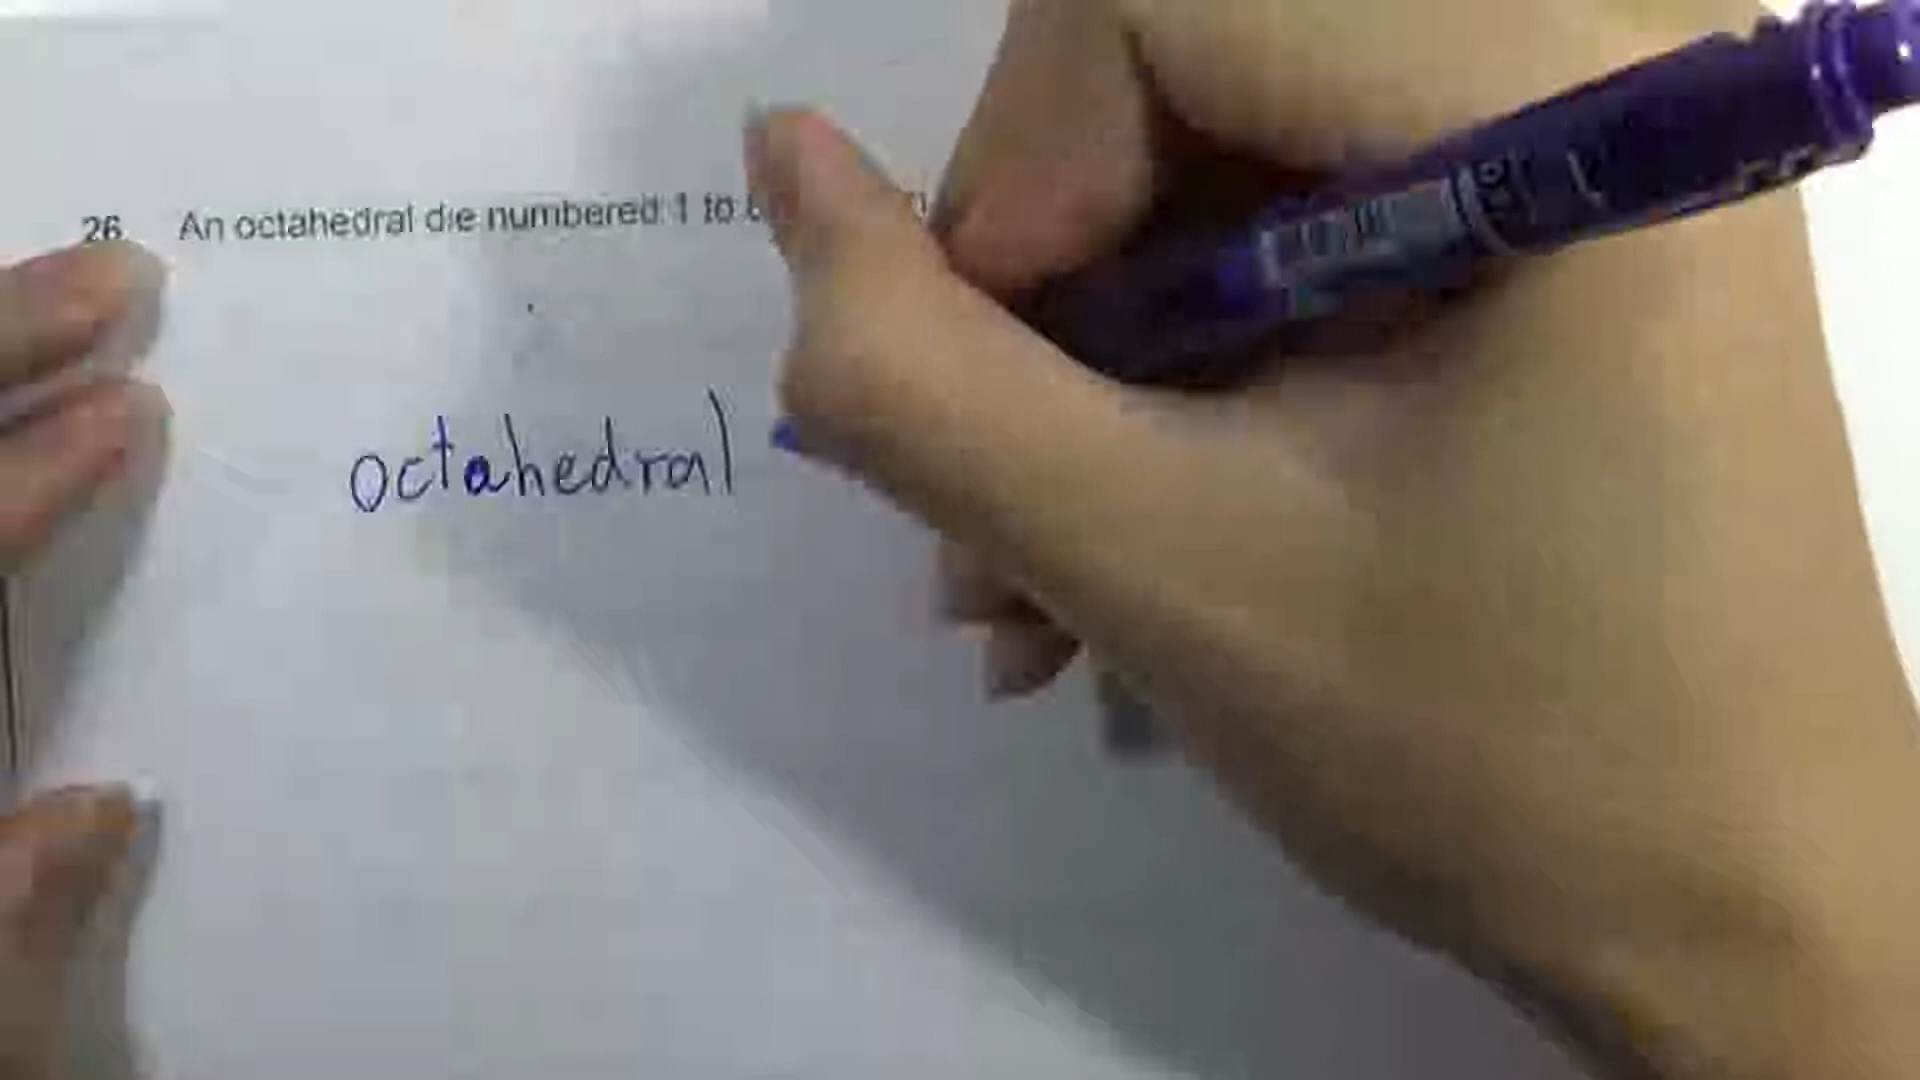 26 An octahedral die numbered 1 to
octahedral